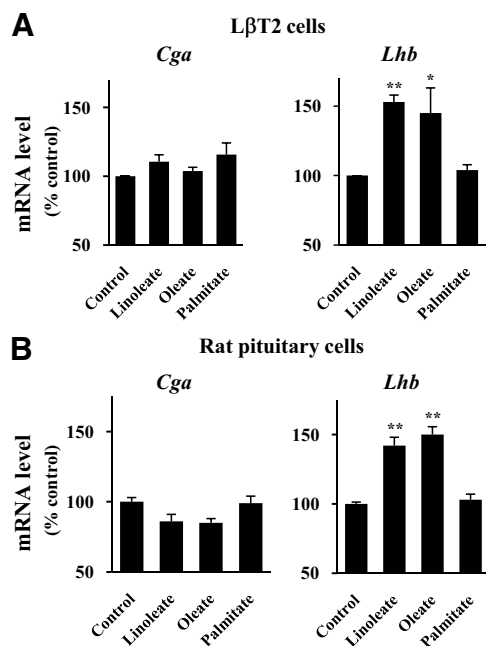 A
LβT2 cells
Cga
Lhb
mRNA level
(% control)
150
100
50
150
100
50
**
*
Control
Linoleate
Oleate
Palmitate
Control
Linoleate
Oleate
Palmitate
B
Rat pituitary cells
Cga
Lhb
mRNA level
(% control)
150
100
50
150
100
50
**
**
Control
Linoleate
Oleate
Palmitate
Control
Linoleate
Oleate
Palmitate